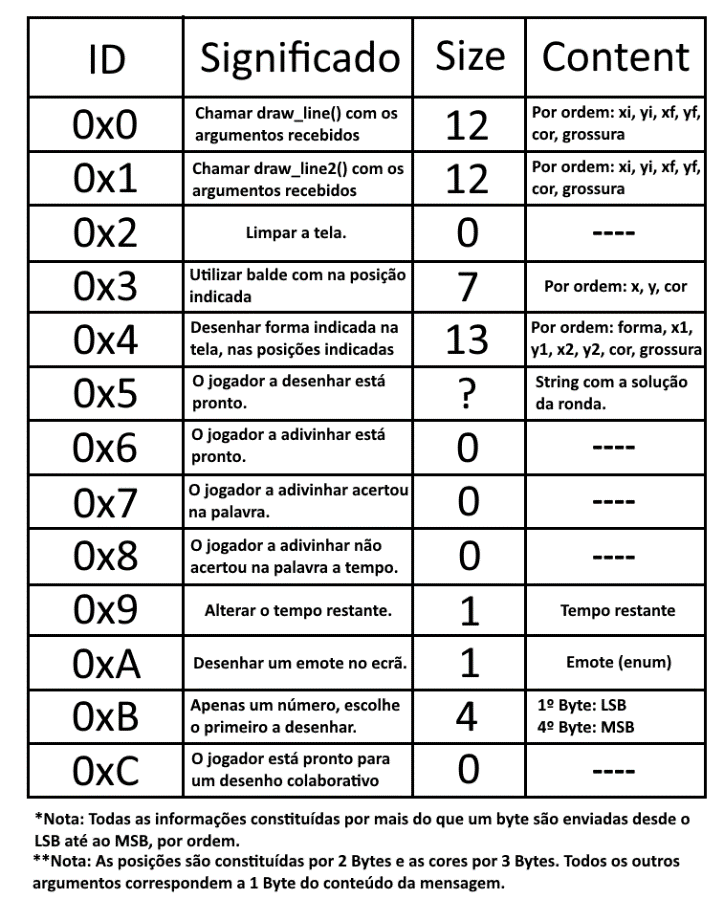 ID Significado Size Content
0x0 Chamar draw_line() com os argumentos recebidos 12 Por ordem: xi, yi, xf, yf, cor, grossura
0x1 Chamar draw_line2() com os argumentos recebidos 12 Por ordem: xi, yi, xf, yf, cor, grossura
0x2 Limpar a tela. 0 ----
0x3 Utilizar balde com na posição indicada 7 Por ordem: x, y, cor
0x4 Desenhar forma indicada na tela, nas posições indicadas 13 Por ordem: forma, x1, y1, x2, y2, cor, grossura
0x5 O jogador a desenhar está pronto. ? String com a solução da ronda.
0x6 O jogador a adivinhar está pronto. 0 ----
0x7 O jogador a adivinhar acertou na palavra. 0 ----
0x8 O jogador a adivinhar não acertou na palavra a tempo. 0 ----
0x9 Alterar o tempo restante. 1 Tempo restante
0xA Desenhar um emote no ecrã. 1 Emote (enum)
0xB Apenas um número, escolhe o primeiro a desenhar. 4 1º Byte: LSB 4º Byte: MSB
0xC O jogador está pronto para um desenho colaborativo 0 ----
*Nota: Todas as informações constituídas por mais do que um byte são enviadas desde o
LSB até ao MSB, por ordem.
**Nota: As posições são constituídas por 2 Bytes e as cores por 3 Bytes. Todos os outros
argumentos correspondem a 1 Byte do conteúdo da mensagem.